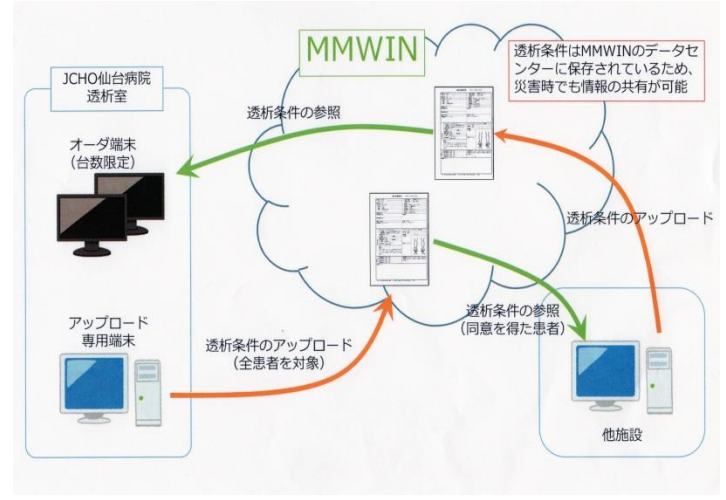 MMWIN
透析条件はMMWINのデータセ
ンターに保存されているため、
災害時でも情報の共有が可能
JCHO仙台病院
透析室
透析条件の参照
オーダ端末
(台数限定)
透析条件のアップロード
透析条件の参照
(同意を得た患者)
アップロード
専用端末
透析条件のアップロード
(全患者を対象)
他施設